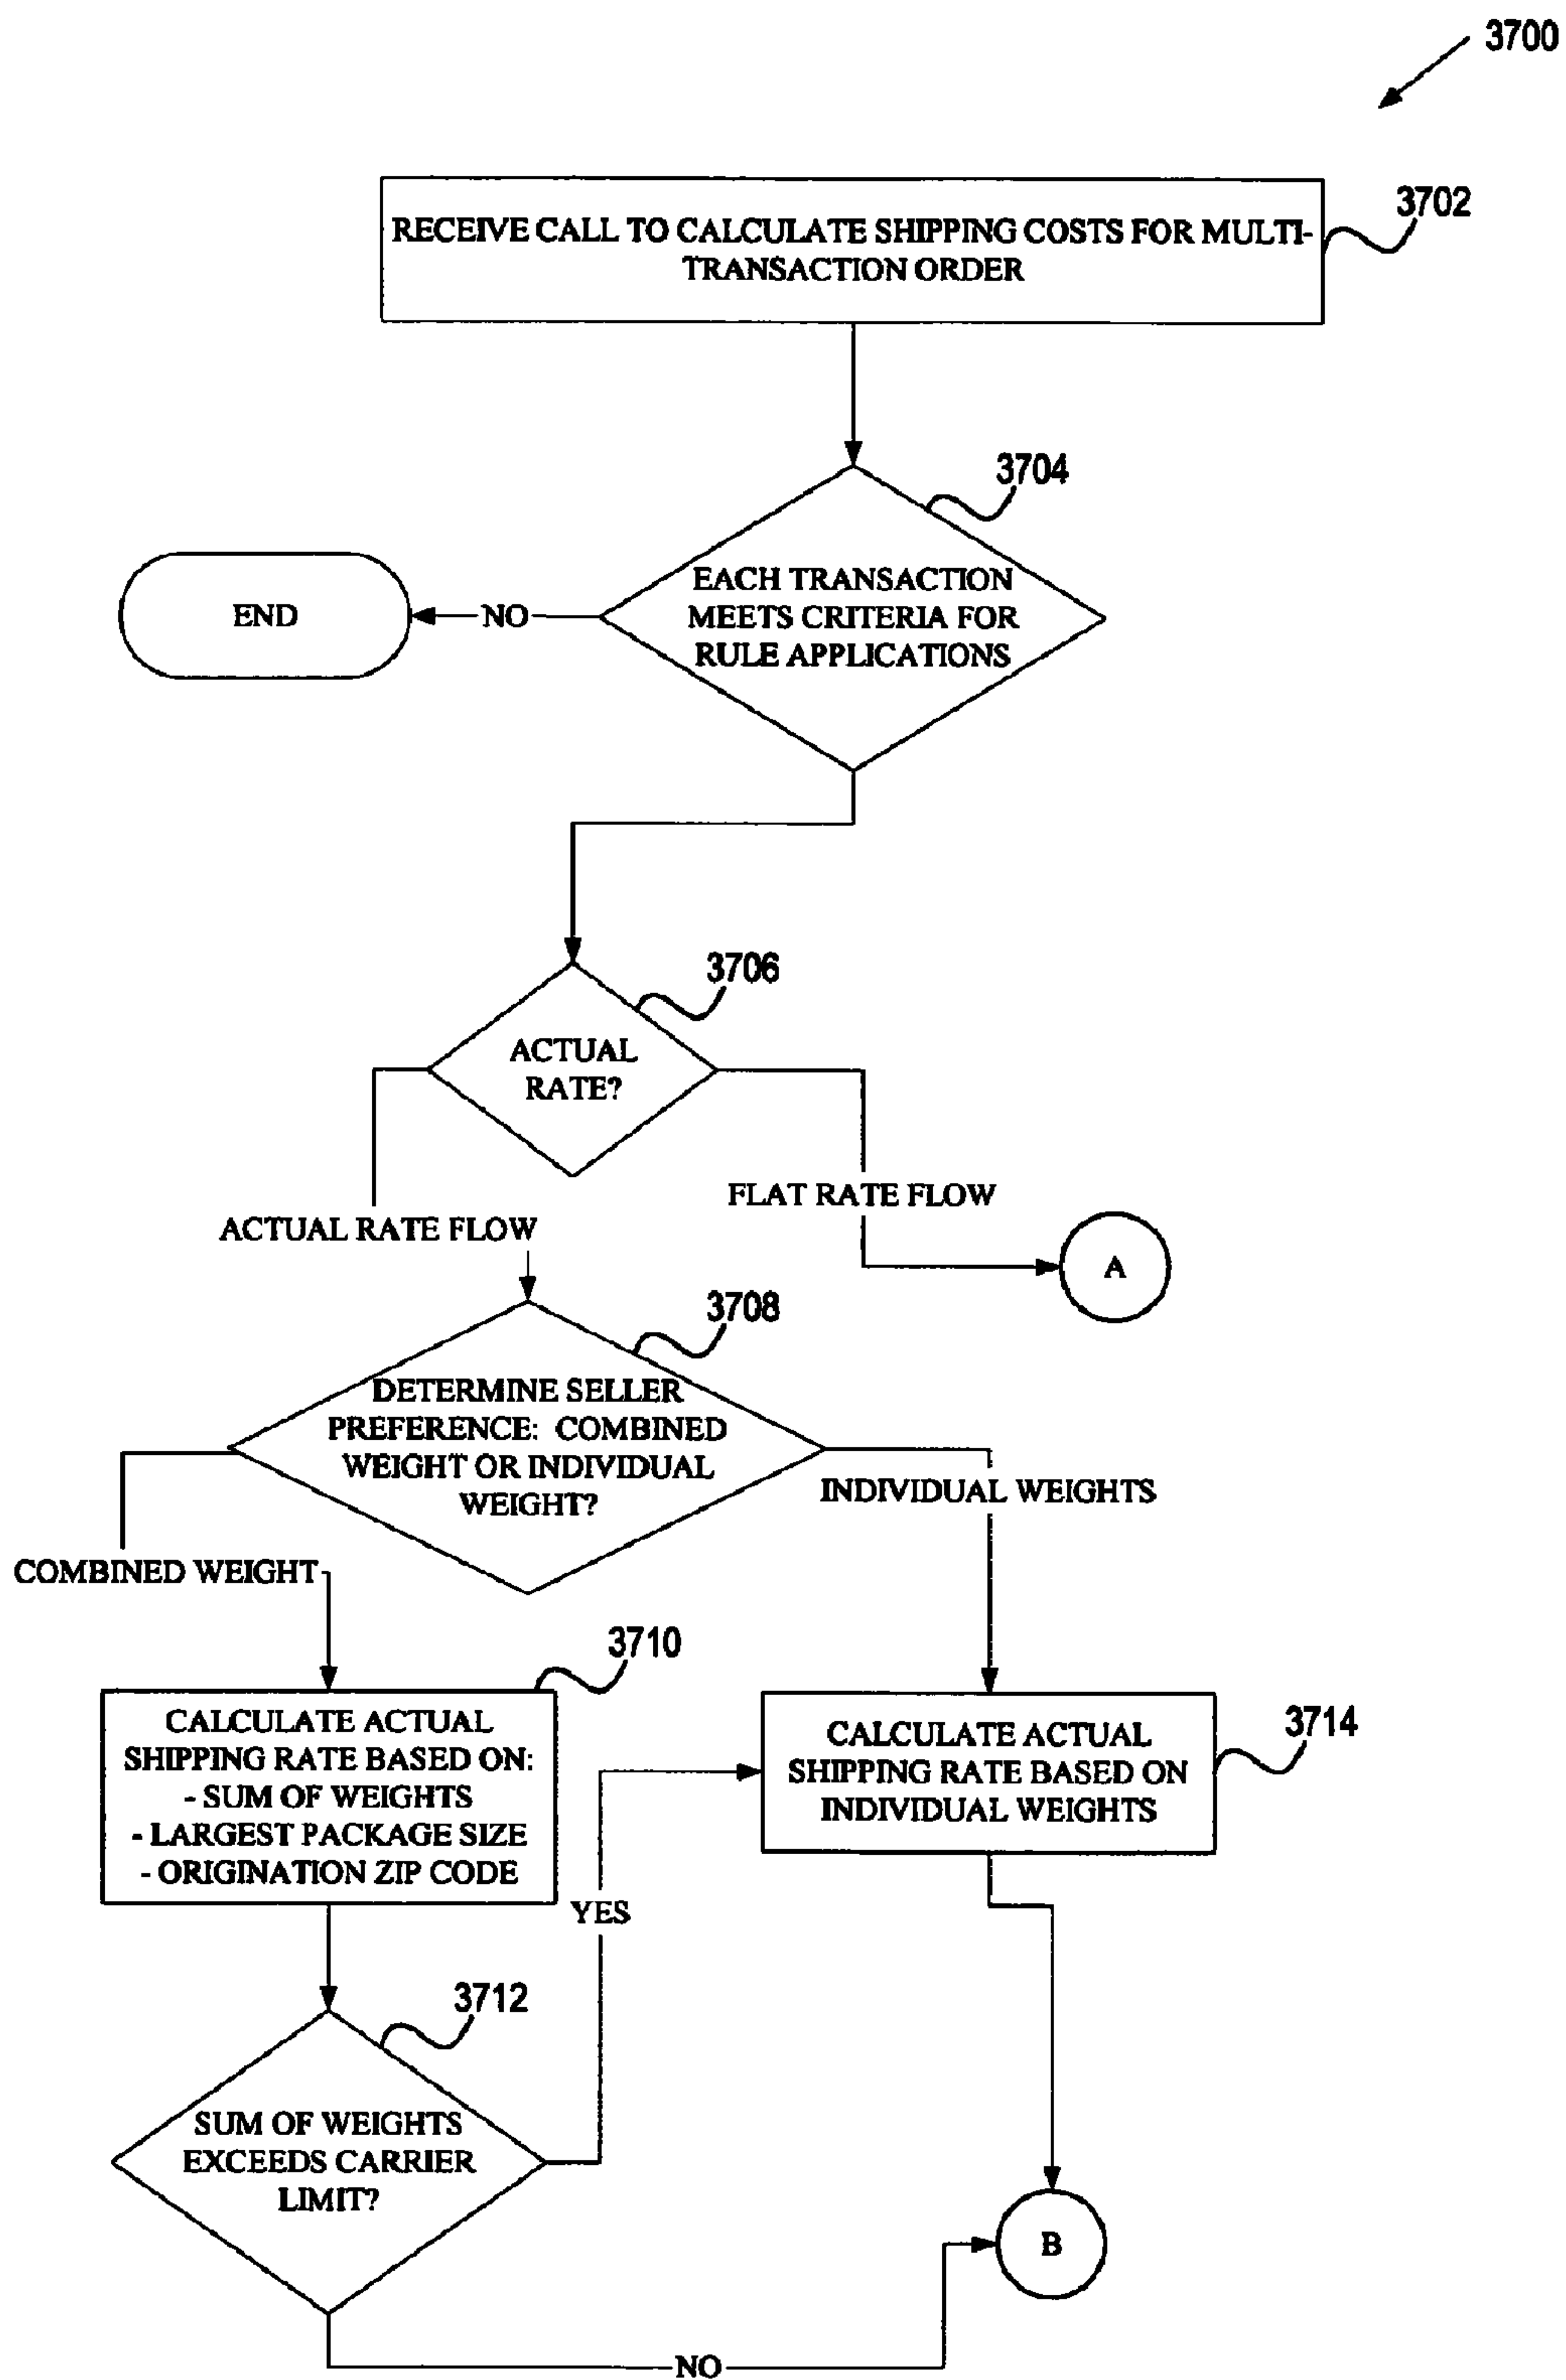 3700
3702
RECEIVE CALL TO CALCULATE SHIPPING COSTS FOR MULTI-
TRANSACTION ORDER
3704
EACH TRANSACTION
MEETS CRITERIA FOR
RULE APPLICATIONS
NO
END
3706
ACTUAL
RATE?
FLAT RATE FLOW
ACTUAL RATE FLOW
A
3708
DETERMINE SELLER
PREFERENCE: COMBINED
WEIGHT OR INDIVIDUAL
WEIGHT?
INDIVIDUAL WEIGHTS
COMBINED WEIGHT
3710
CALCULATE ACTUAL
SHIPPING RATE BASED ON:
- SUM OF WEIGHTS
- LARGEST PACKAGE SIZE
- ORIGINATION ZIP CODE
3714
CALCULATE ACTUAL
SHIPPING RATE BASED ON
INDIVIDUAL WEIGHTS
YES
3712
SUM OF WEIGHTS
EXCEEDS CARRIER
LIMIT?
B
NO